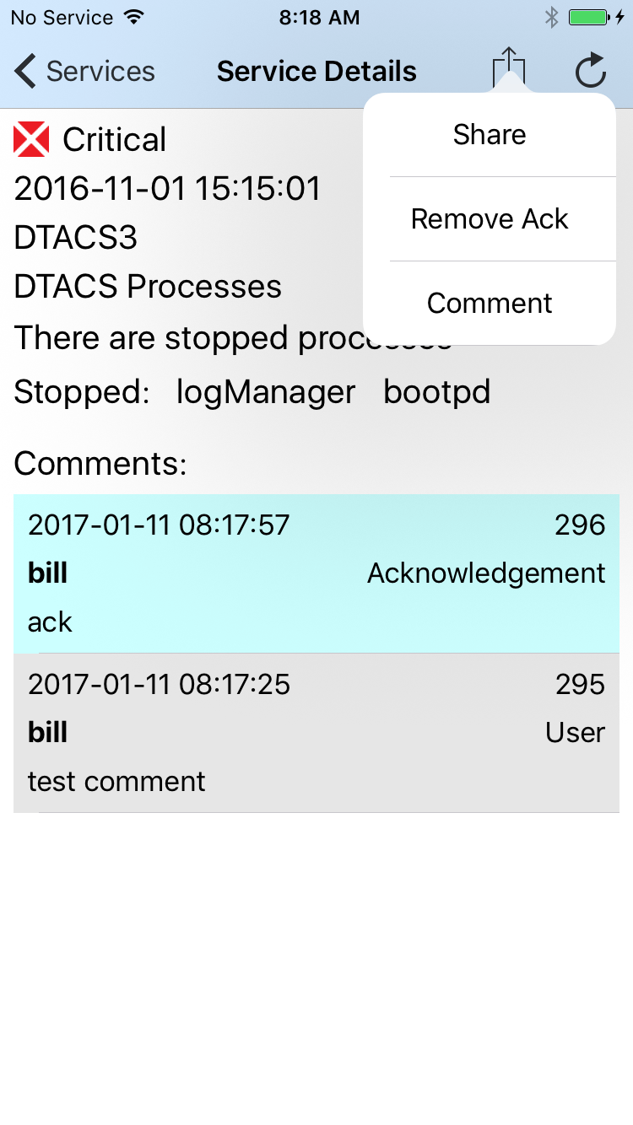 No Service 8:18 AM
Services Service Details
Critical
2016-11-01 15:15:01
DTACS3
DTACS Processes
There are stopped processes
Stopped: logManager bootpd
Share
Remove Ack
Comment
Comments:
2017-01-11 08:17:57 296
bill Acknowledgement
ack
2017-01-11 08:17:25 295
bill User
test comment